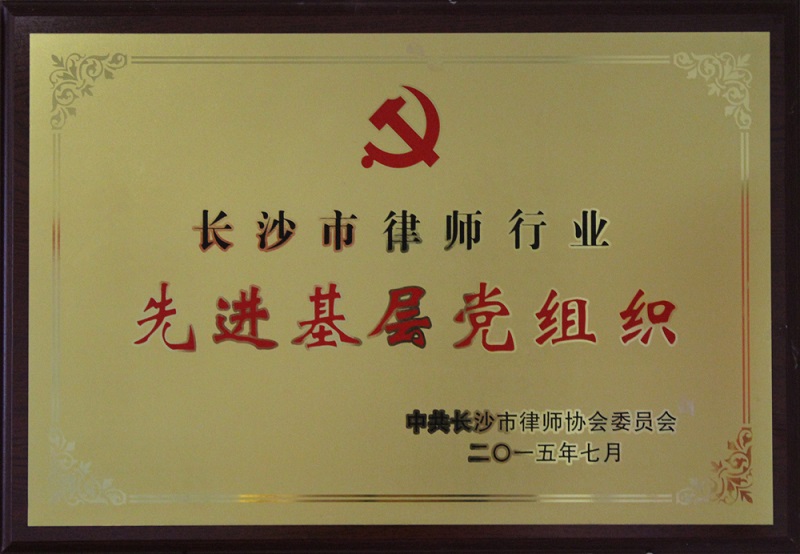 长沙市律师行业
先进基层党组织
中共长沙市律师协会委员会
二〇一五年七月